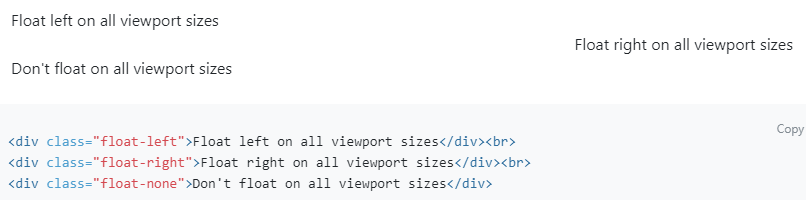 Float left on all viewport sizes
Float right on all viewport sizes
Don't float on all viewport sizes
Copy
<div class="float-left">Float left on all viewport sizes</div><br>
<div class="float-right">Float right on all viewport sizes</div><br>
<div class="float-none">Don't float on all viewport sizes</div>